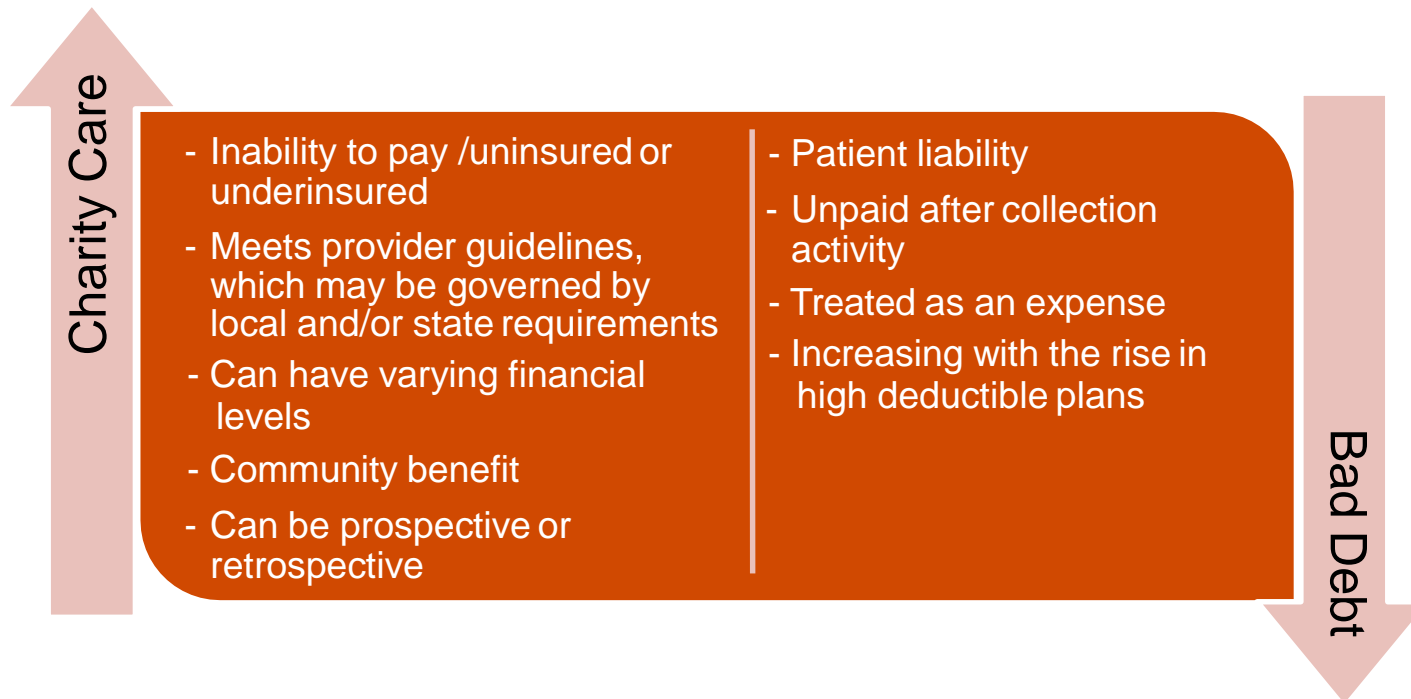 Charity Care
- Inability to pay /uninsured or
underinsured
- Meets provider guidelines,
which may be governed by
local and/or state requirements
- Can have varying financial
levels
- Community benefit
- Can be prospective or
retrospective
- Patient liability
- Unpaid after collection
activity
- Treated as an expense
- Increasing with the rise in
high deductible plans
Bad Debt